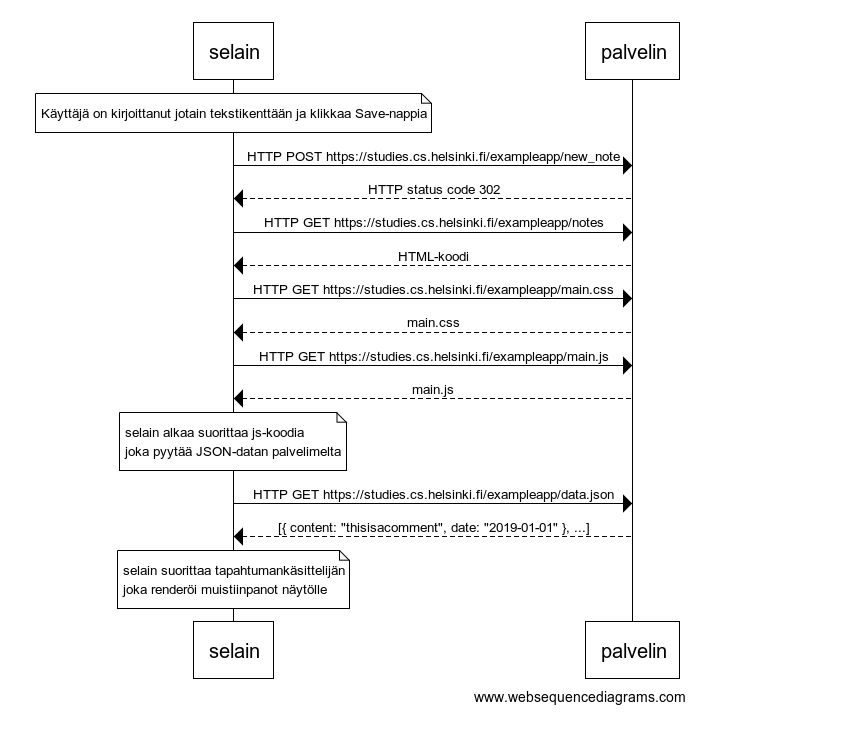 selain
palvelin
Käyttäjä on kirjoittanut jotain tekstikenttään ja klikkaa Save-nappia
HTTP POST https://studies.cs.helsinki.fi/exampleapp/new_note
HTTP status code 302
HTTP GET https://studies.cs.helsinki.fi/exampleapp/notes
HTML-koodi
HTTP GET https://studies.cs.helsinki.fi/exampleapp/main.css
main.css
HTTP GET https://studies.cs.helsinki.fi/exampleapp/main.js
main.js
selain alkaa suorittaa js-koodia
joka pyytää JSON-datan palvelimelta
HTTP GET https://studies.cs.helsinki.fi/exampleapp/data.json
[{ content: "thisisacomment", date: "2019-01-01" }, ...]
selain suorittaa tapahtumankäsittelijän
joka renderöi muistiinpanot näytölle
selain
palvelin
www.websequencediagrams.com